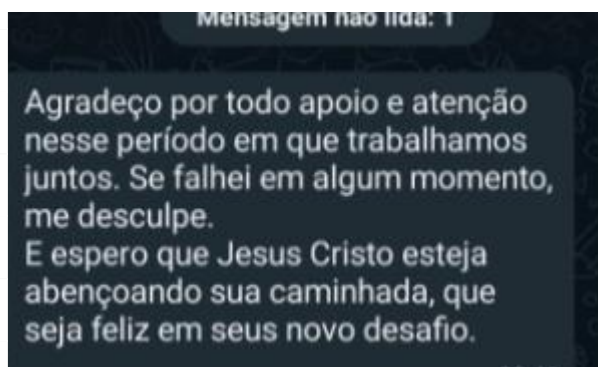 Mensagem não lida: 1
Agradeço por todo apoio e atenção
nesse período em que trabalhamos
juntos. Se falhei em algum momento,
me desculpe.
E espero que Jesus Cristo esteja
abençoando sua caminhada, que
seja feliz em seus novo desafio.